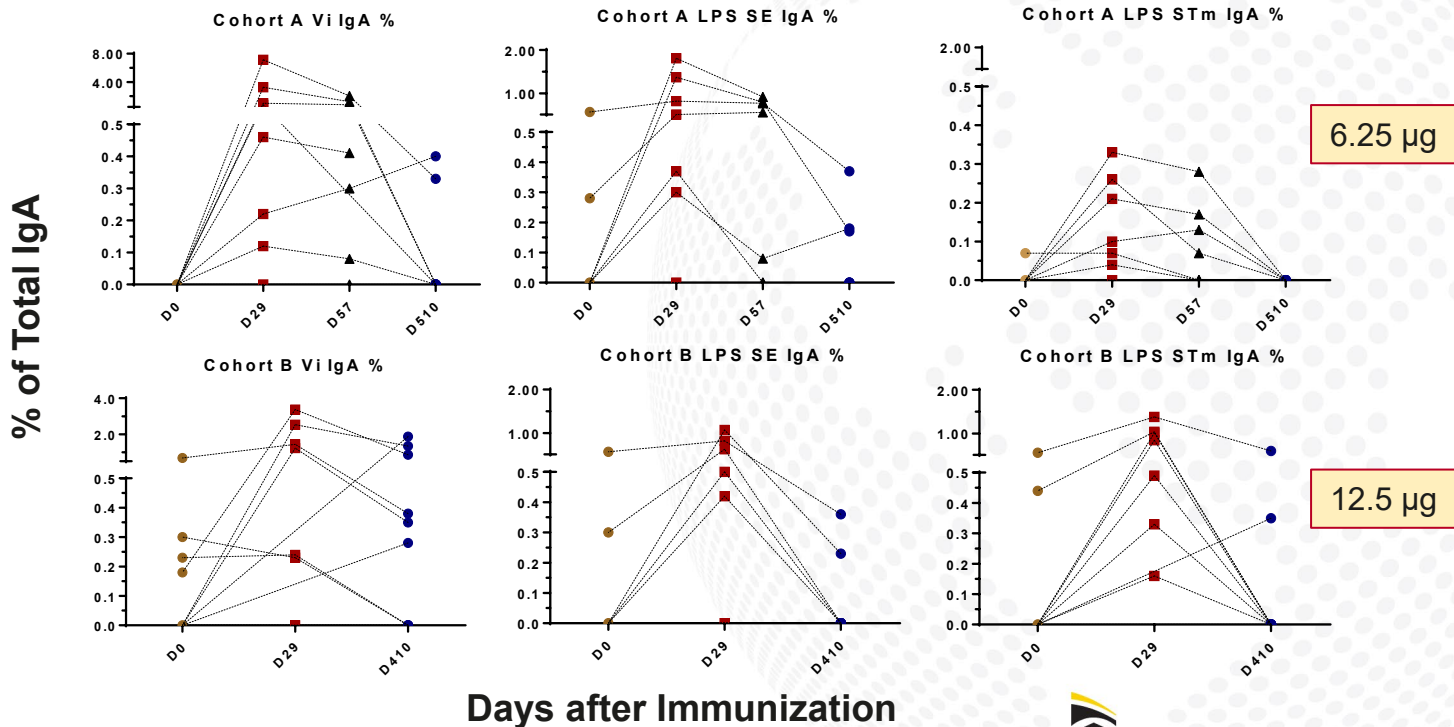 Cohort A Vi IgA %
Cohort A LPS SE IgA %
Cohort A LPS STm IgA %
8.00
4.00
0.5
0.4
0.3
0.2
0.1
0.0
D0
D29
D57
D510
2.00
1.00
0.5
0.4
0.3
0.2
0.1
0.0
D0
D29
D57
D510
2.00
0.5
0.4
0.3
0.2
0.1
0.0
D0
D29
D57
D510
6.25 µg
% of Total IgA
Cohort B Vi IgA %
Cohort B LPS SE IgA %
Cohort B LPS STm IgA %
4.0
2.0
0.5
0.4
0.3
0.2
0.1
0.0
D0
D29
D410
2.00
1.00
0.5
0.4
0.3
0.2
0.1
0.0
D0
D29
D410
2.00
1.00
0.5
0.4
0.3
0.2
0.1
0.0
D0
D29
D410
12.5 µg
Days after Immunization